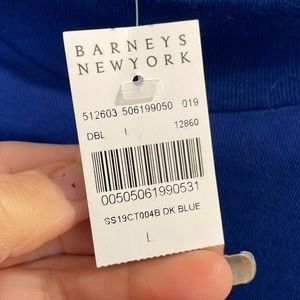 BARNEYS
NEWYORK
512603 506199050 019
DBL L 12860
00505061990531
SS19CT004B DK BLUE
L